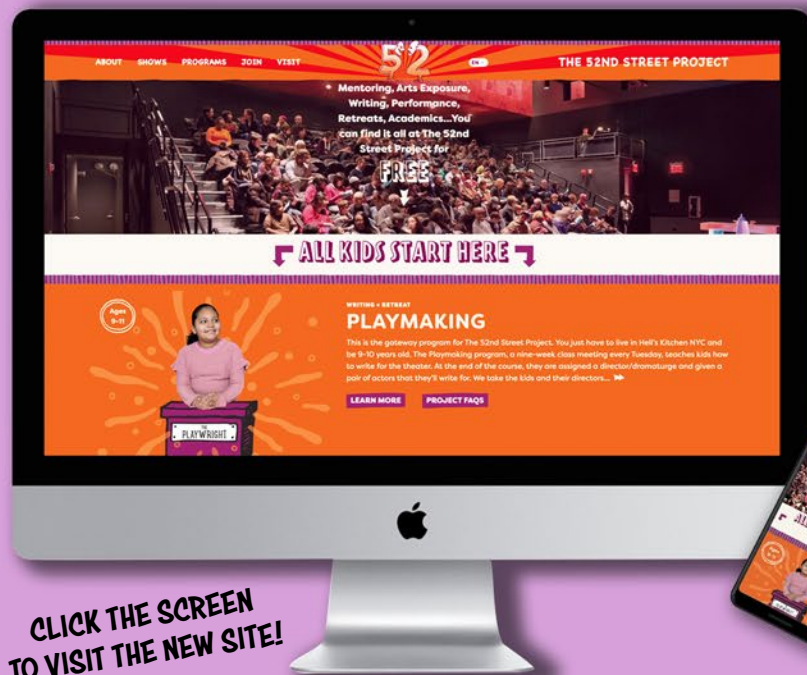 ABOUT SHOWS PROGRAMS JOIN VISIT
52
EN
THE 52ND STREET PROJECT
Mentoring, Arts Exposure,
Writing, Performance,
Retreats, Academics...You
can find it all at The 52nd
Street Project for
FREE
ALL KIDS START HERE
Ages
9-11
WRITING + RETREAT
PLAYMAKING
This is the gateway program for The 52nd Street Project. You just have to live in Hell's Kitchen NYC and
be 9-10 years old. The Playmaking program, a nine-week class meeting every Tuesday, teaches kids how
to write for the theater. At the end of the course, they are assigned a director/dramaturge and given a
pair of actors that they'll write for. We take the kids and their directors...
LEARN MORE PROJECT FAQS
THE
PLAYWRIGHT
CLICK THE SCREEN
TO VISIT THE NEW SITE!